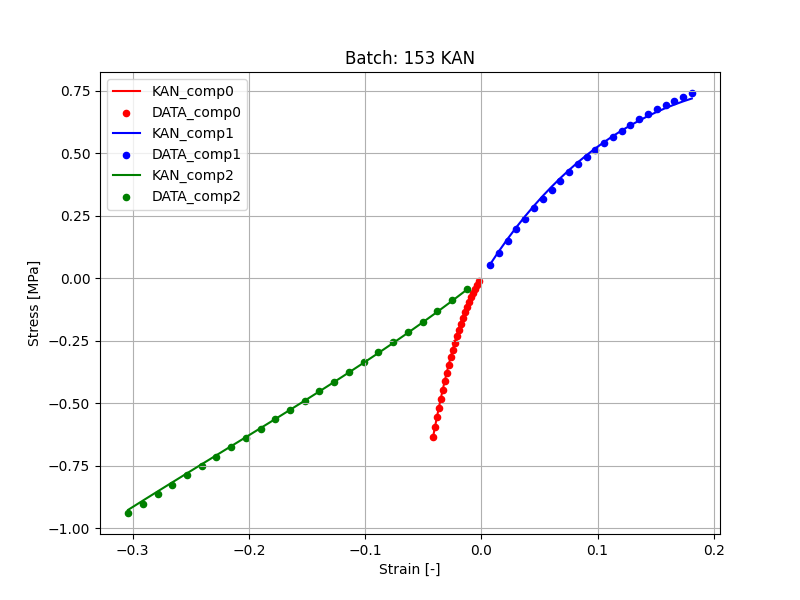 Batch: 153 KAN
KAN_comp0
DATA_comp0
KAN_comp1
DATA_comp1
KAN_comp2
DATA_comp2
0.75
0.50
0.25
0.00
−0.25
−0.50
−0.75
−1.00
Stress [MPa]
−0.3
−0.2
−0.1
0.0
0.1
0.2
Strain [-]